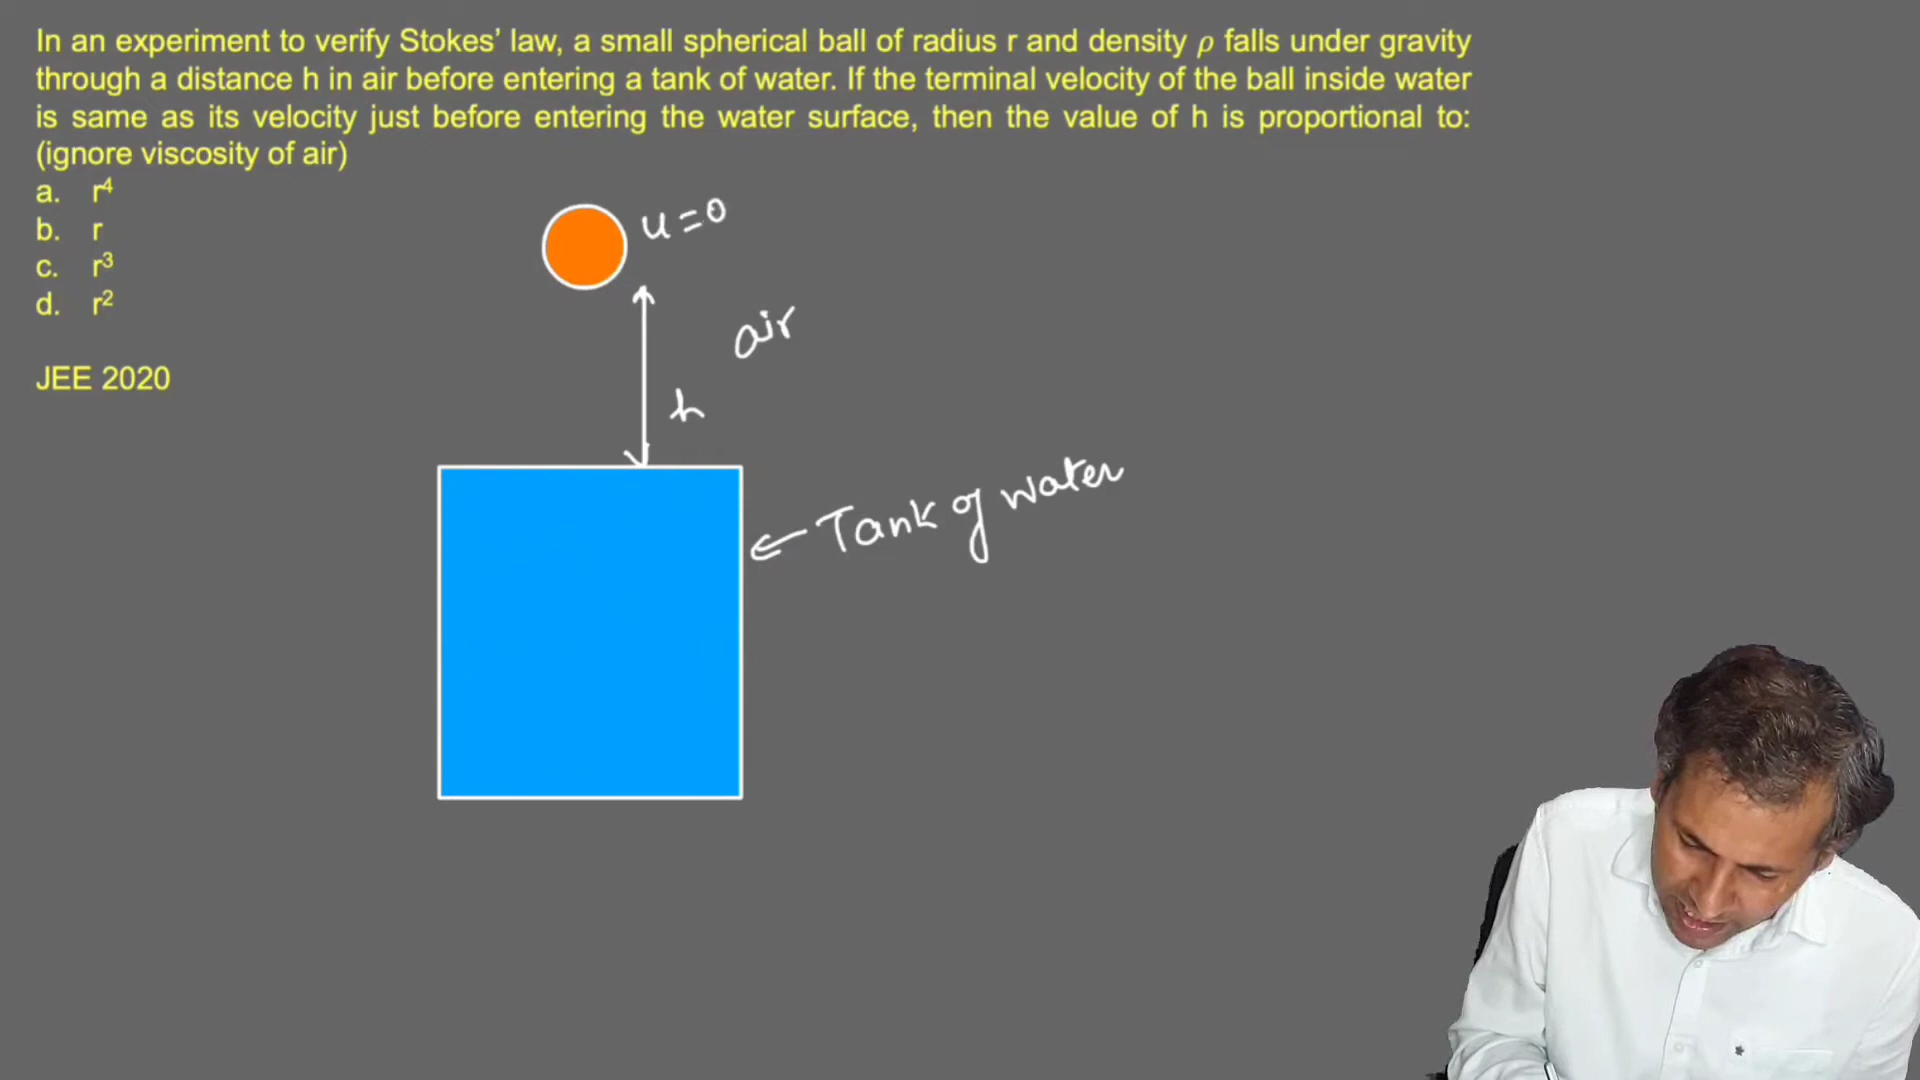 In an experiment to verify Stokes’ law, a small spherical ball of radius r and density ρ falls under gravity
through a distance h in air before entering a tank of water. If the terminal velocity of the ball inside water
is same as its velocity just before entering the water surface, then the value of h is proportional to:
(ignore viscosity of air)
a. r⁴
b. r
c. r³
d. r²
JEE 2020
u=0
air
h
Tank of water